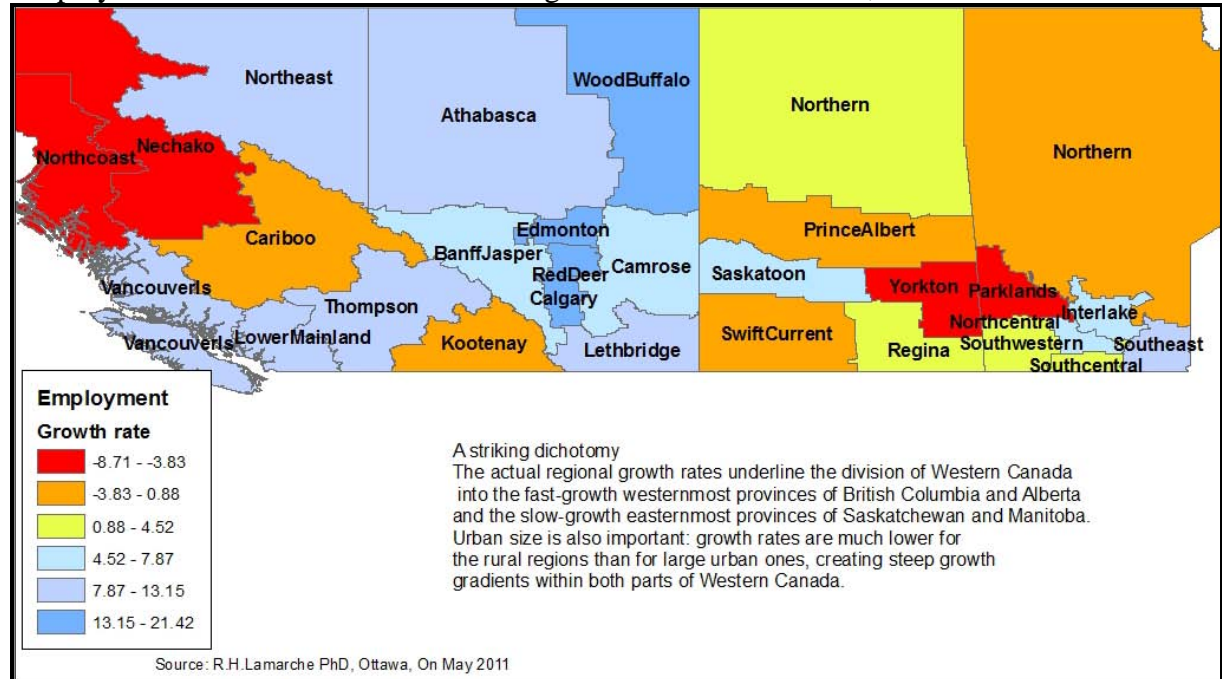 Northeast
WoodBuffalo
Athabasca
Northern
Northern
Nechako
Northcoast
Cariboo
Edmonton
PrinceAlbert
BanffJasper
RedDeer
Camrose
Saskatoon
Calgary
Yorkton
Parklands
VancouverIs
Thompson
Interlake
Northcentral
VancouverIs
LowerMainland
Kootenay
Lethbridge
SwiftCurrent
Regina
Southwestern
Southeast
Southcentral
Employment
Growth rate
-8.71 - -3.83
-3.83 - 0.88
0.88 - 4.52
4.52 - 7.87
7.87 - 13.15
13.15 - 21.42
A striking dichotomy
The actual regional growth rates underline the division of Western Canada
into the fast-growth westernmost provinces of British Columbia and Alberta
and the slow-growth easternmost provinces of Saskatchewan and Manitoba.
Urban size is also important: growth rates are much lower for
the rural regions than for large urban ones, creating steep growth
gradients within both parts of Western Canada.
Source: R.H.Lamarche PhD, Ottawa, On May 2011